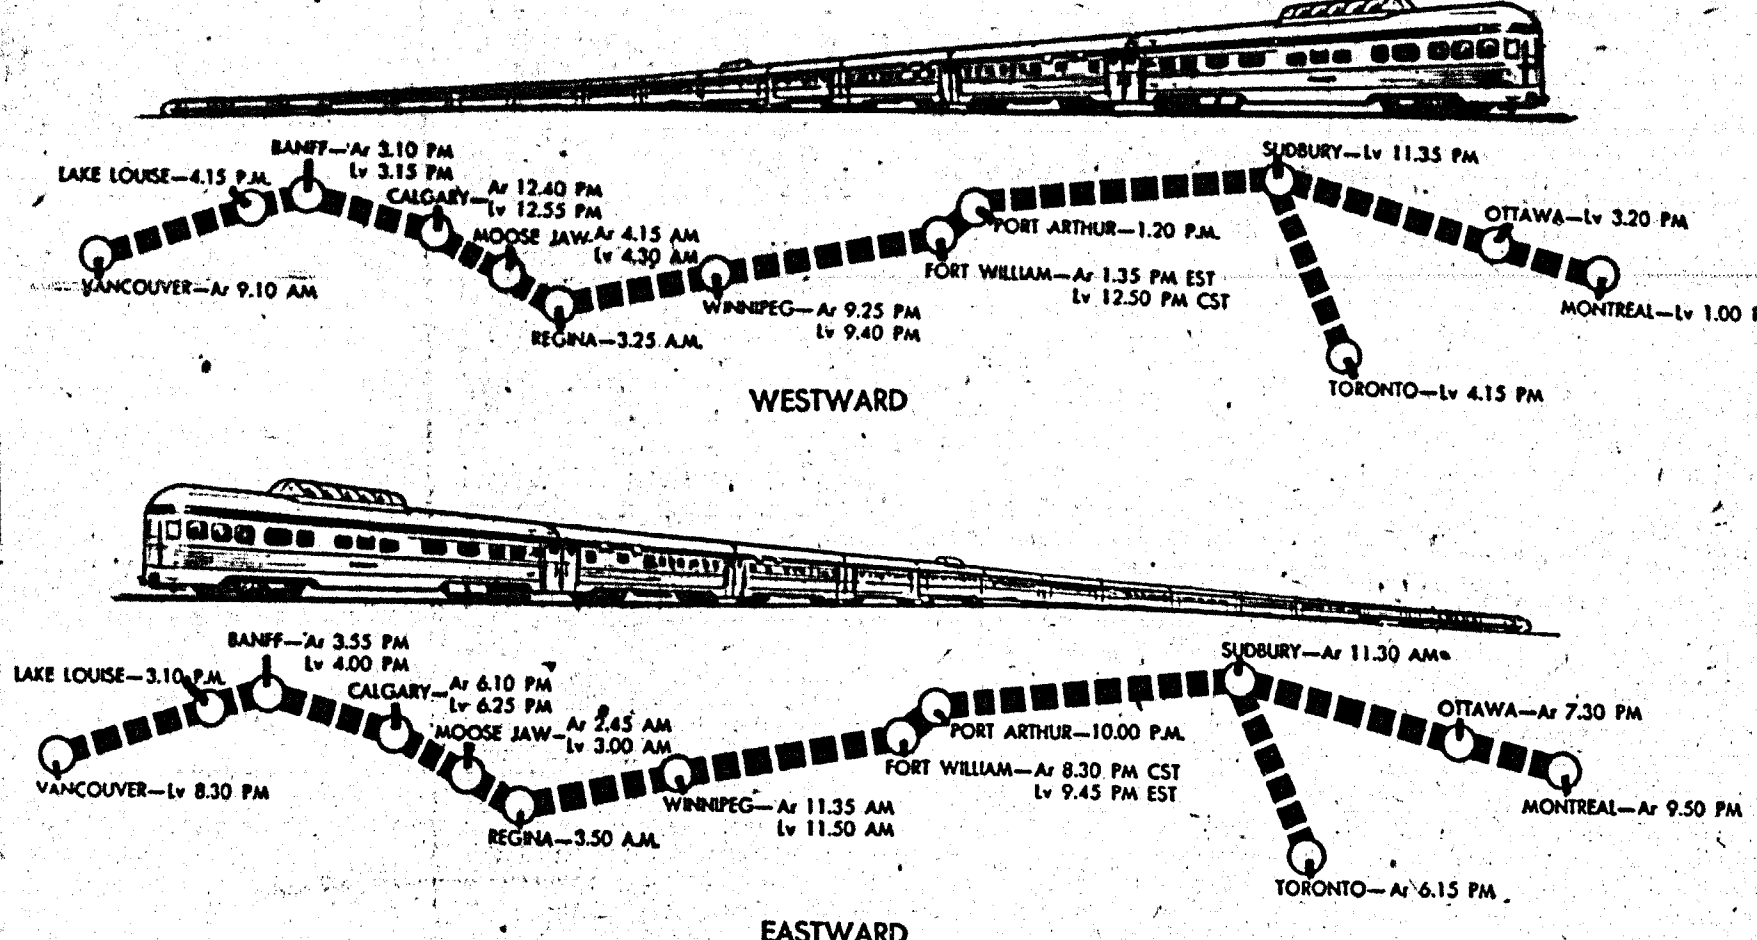 BANFF—Ar 3.10 PM
Lv 3.15 PM
SUDBURY—Lv 11.35 PM
LAKE LOUISE—4.15 P.M.
CALGARY—Ar 12.40 PM
Lv 12.55 PM
OTTAWA—Lv 3.20 PM
PORT ARTHUR—1.20 P.M.
MOOSE JAW—Ar 4.15 AM
Lv 4.30 AM
FORT WILLIAM—Ar 1.35 PM EST
Lv 12.50 PM CST
VANCOUVER—Ar 9.10 AM
WINNIPEG—Ar 9.25 PM
Lv 9.40 PM
MONTREAL—Lv 1.00
REGINA—3.25 A.M.
TORONTO—Lv 4.15 PM
WESTWARD
BANFF—Ar 3.55 PM
Lv 4.00 PM
SUDBURY—Ar 11.30 AM
LAKE LOUISE—3.10 P.M.
CALGARY—Ar 6.10 PM
Lv 6.25 PM
OTTAWA—Ar 7.30 PM
MOOSE JAW—Ar 2.45 AM
Lv 3.00 AM
PORT ARTHUR—10.00 P.M.
FORT WILLIAM—Ar 8.30 PM CST
Lv 9.45 PM EST
VANCOUVER—Lv 8.30 PM
WINNIPEG—Ar 11.35 AM
Lv 11.50 AM
MONTREAL—Ar 9.50 PM
REGINA—3.50 A.M.
TORONTO—Ar 6.15 PM
EASTWARD